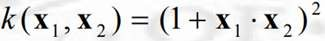 k(x₁, x₂) = (1 + x₁ · x₂)²